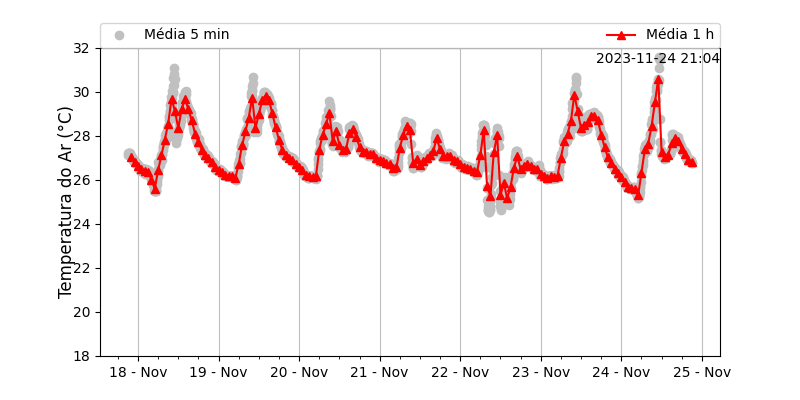 Média 5 min
Média 1 h
2023-11-24 21:04
Temperatura do Ar (°C)
32
30
28
26
24
22
20
18
18 - Nov
19 - Nov
20 - Nov
21 - Nov
22 - Nov
23 - Nov
24 - Nov
25 - Nov